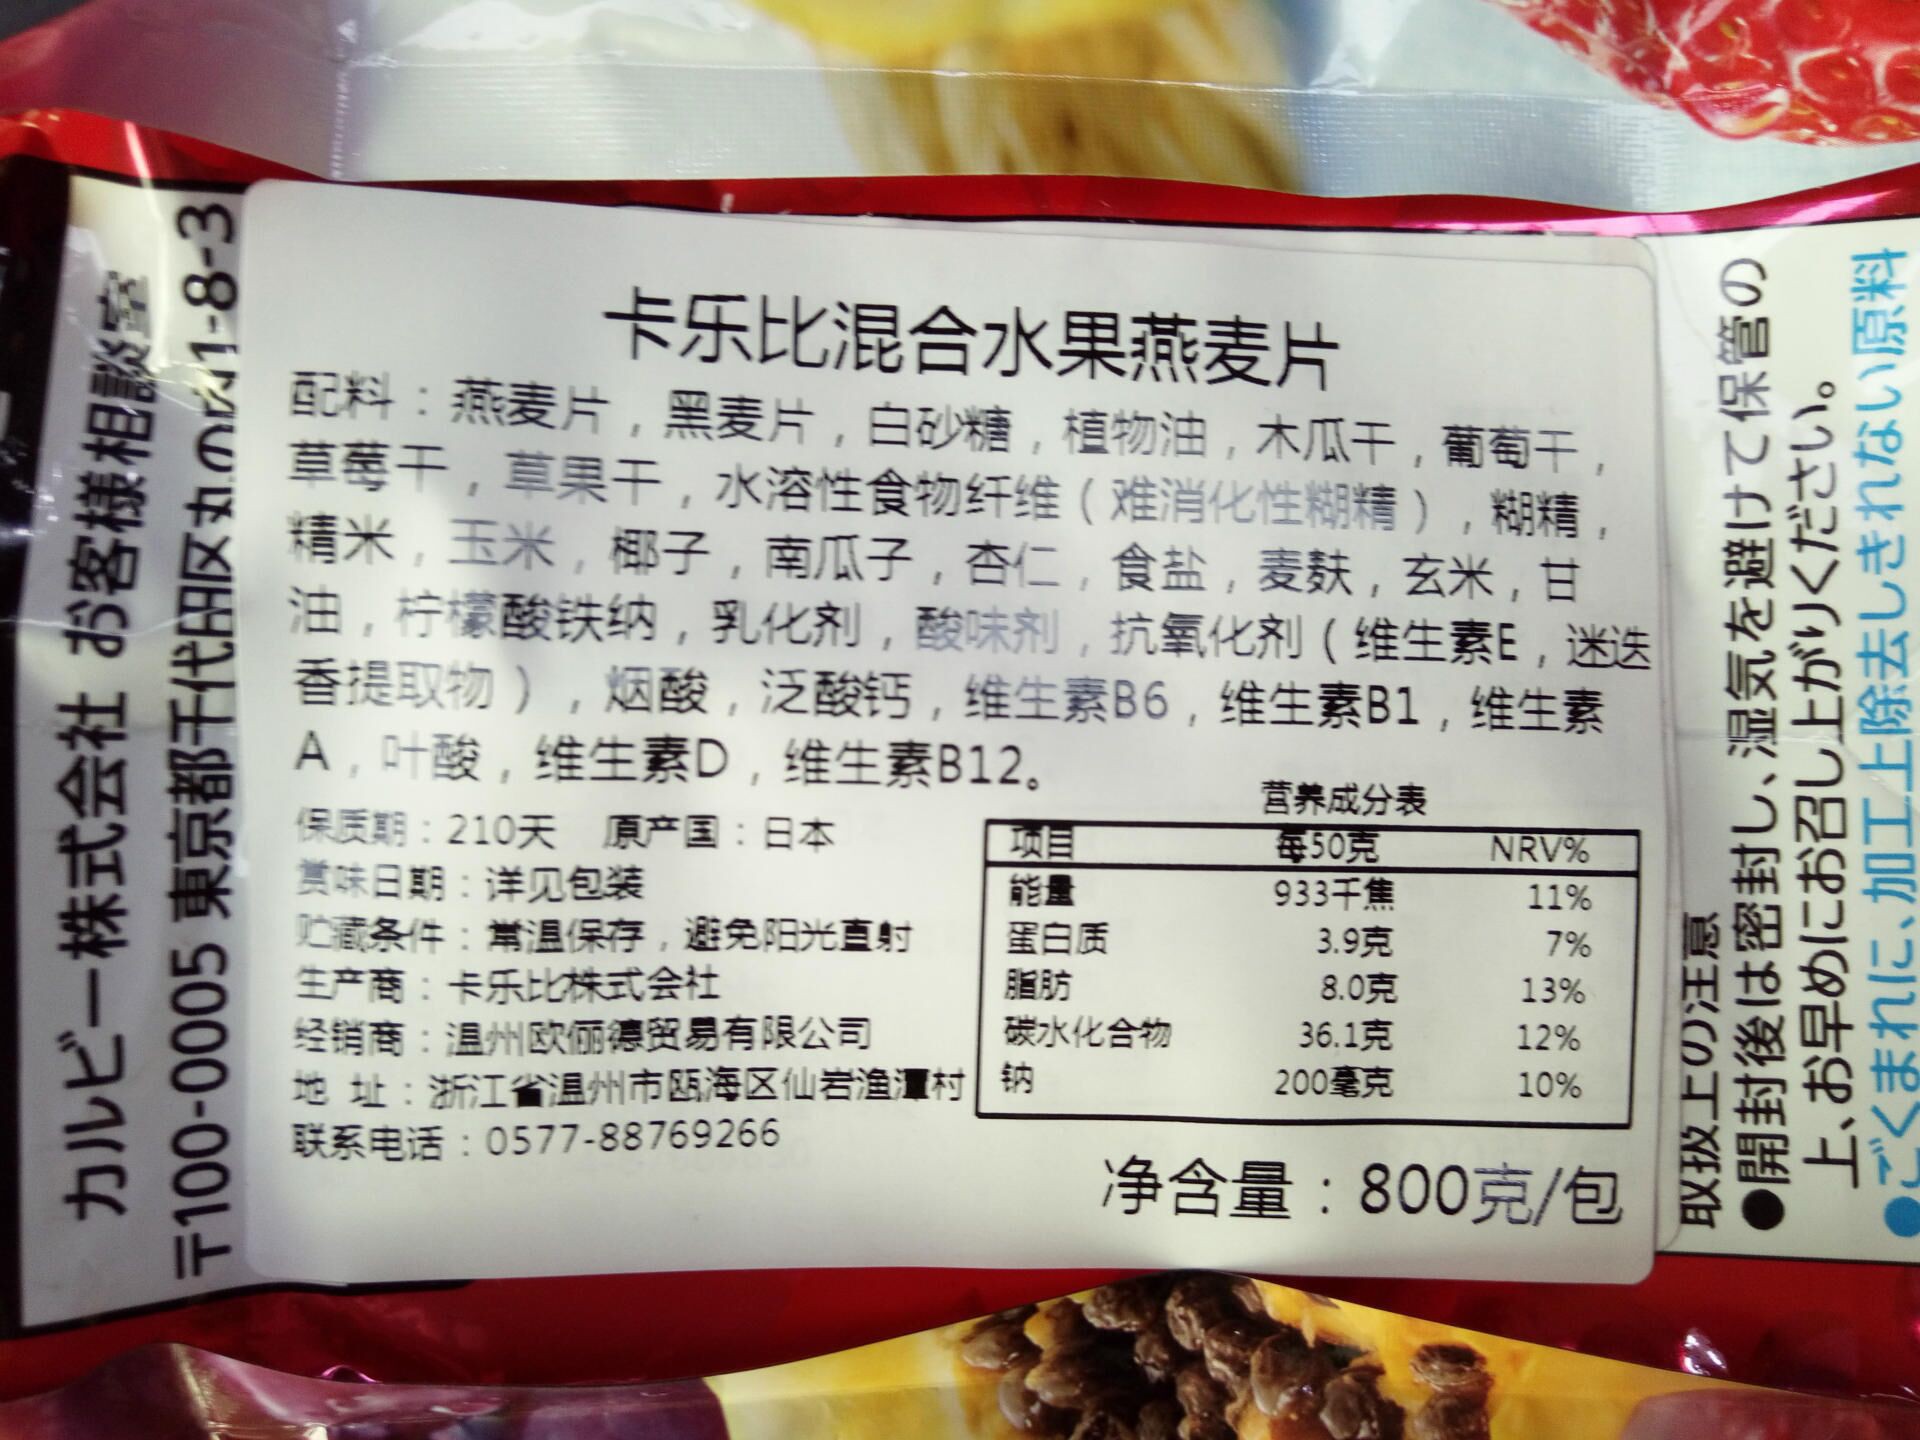 卡乐比混合水果燕麦片
配料：燕麦片，黑麦片，白砂糖，植物油，木瓜干，葡萄干，
草莓干，草果干，水溶性食物纤维（难消化性糊精），糊精，
精米，玉米，椰子，南瓜子，杏仁，食盐，麦麸，玄米，甘
油，柠檬酸铁纳，乳化剂，酸味剂，抗氧化剂（维生素E，迷迭
香提取物），烟酸，泛酸钙，维生素B6，维生素B1，维生素
A，叶酸，维生素D，维生素B12。
保质期：210天 原产国：日本
赏味日期：详见包装
贮藏条件：常温保存，避免阳光直射
生产商：卡乐比株式会社
经销商：温州欧俪德贸易有限公司
地 址：浙江省温州市瓯海区仙岩渔潭村
联系电话：0577-88769266
营养成分表
项目 每50克 NRV%
能量 933千焦 11%
蛋白质 3.9克 7%
脂肪 8.0克 13%
碳水化合物 36.1克 12%
钠 200毫克 10%
净含量：800克/包
カルビー株式会社 お客様相談室
〒100-0005 東京都千代田区丸の内1-8-3
取扱上の注意
●開封後は密封し、湿気を避けて保管の
上、お早めにお召し上がりください。
●ごくまれに、加工上除去しきれない原料